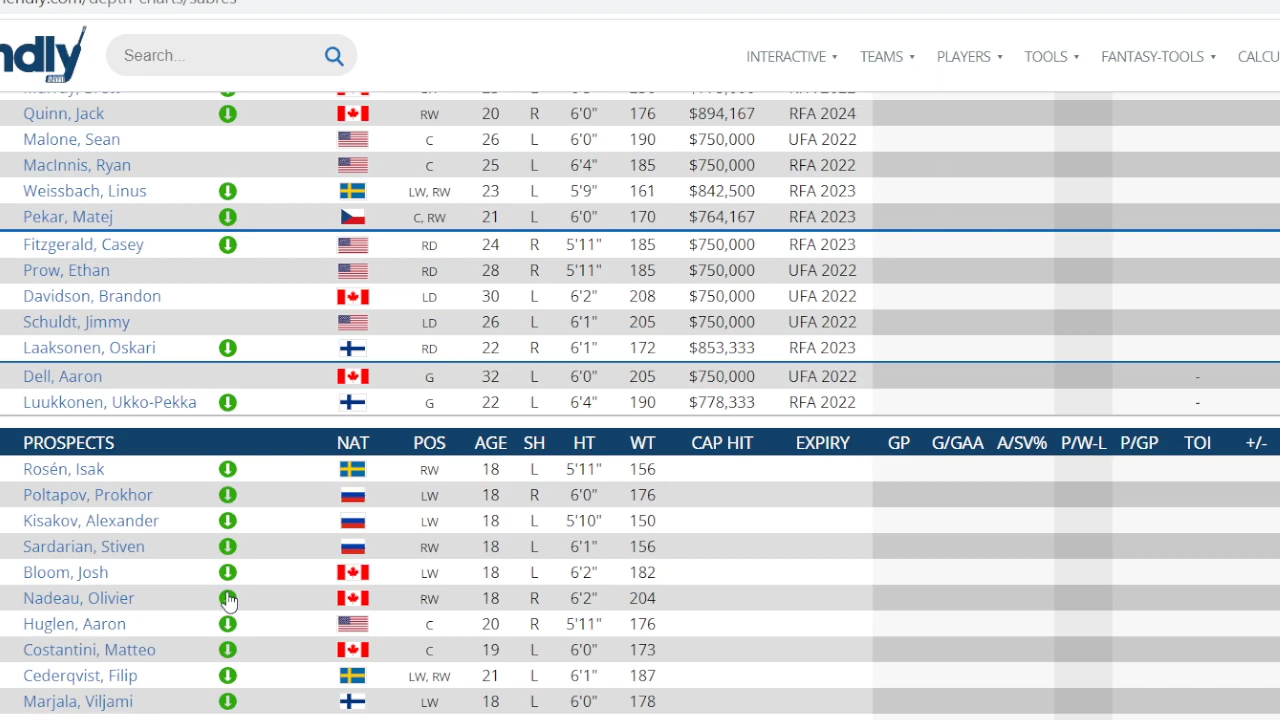 endly.com/depth-charts/sabres
ndly Search... INTERACTIVE TEAMS PLAYERS TOOLS FANTASY-TOOLS CALCU
Quinn, Jack RW 20 R 6'0" 176 $894,167 RFA 2024
Malone, Sean C 26 L 6'0" 190 $750,000 UFA 2022
MacInnis, Ryan C 25 L 6'4" 185 $750,000 RFA 2022
Weissbach, Linus LW, RW 23 L 5'9" 161 $842,500 RFA 2023
Pekar, Matej C, RW 21 L 6'0" 170 $764,167 RFA 2023
Fitzgerald, Casey RD 24 R 5'11" 185 $750,000 RFA 2023
Prow, Ethan RD 28 R 5'11" 185 $750,000 UFA 2022
Davidson, Brandon LD 30 L 6'2" 208 $750,000 UFA 2022
Schuldt, Jimmy LD 26 L 6'1" 205 $750,000 UFA 2022
Laaksonen, Oskari RD 22 R 6'1" 172 $853,333 RFA 2023
Dell, Aaron G 32 L 6'0" 205 $750,000 UFA 2022 -
Luukkonen, Ukko-Pekka G 22 L 6'4" 190 $778,333 RFA 2022 -
PROSPECTS NAT POS AGE SH HT WT CAP HIT EXPIRY GP G/GAA A/SV% P/W-L P/GP TOI +/-
Rosén, Isak RW 18 L 5'11" 156
Poltapov, Prokhor LW 18 R 6'0" 176
Kisakov, Alexander LW 18 L 5'10" 150
Sardarian, Stiven RW 18 L 6'1" 156
Bloom, Josh LW 18 L 6'2" 182
Nadeau, Olivier RW 18 R 6'2" 204
Huglen, Aaron C 20 R 5'11" 176
Costantini, Matteo C 19 L 6'0" 173
Cederqvist, Filip LW, RW 21 L 6'1" 187
Marjala, Viljami LW 18 L 6'0" 178